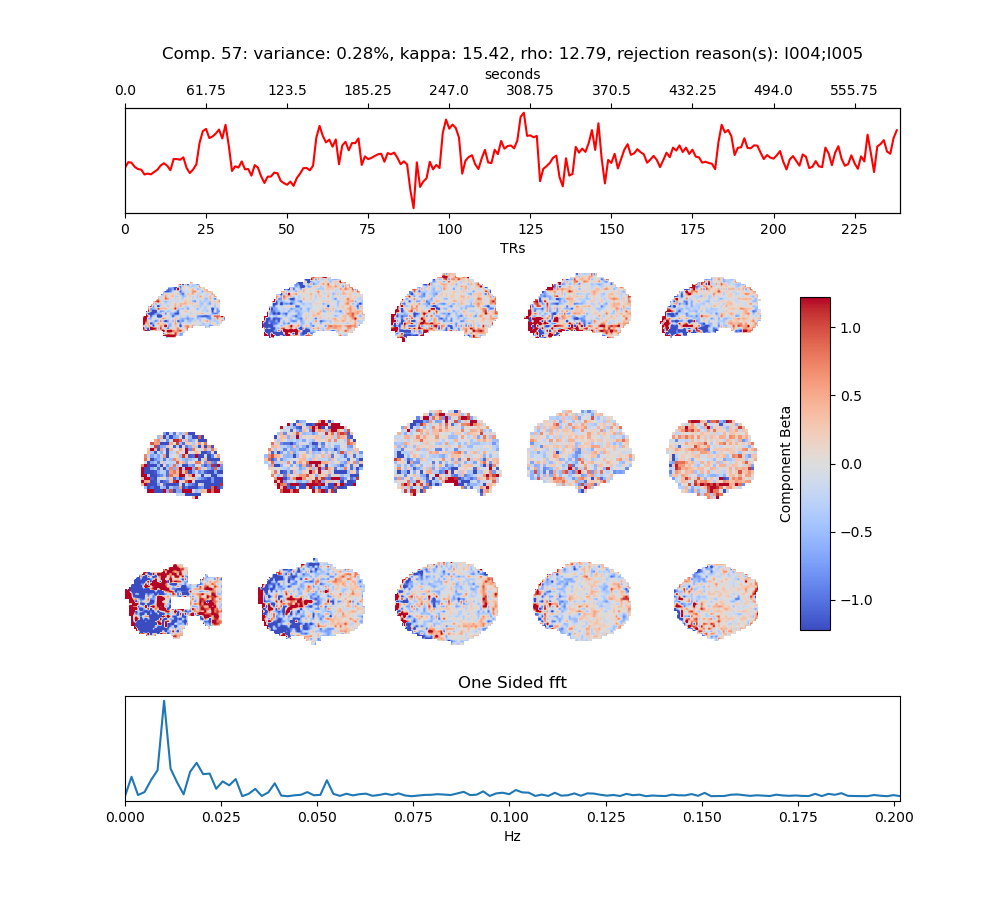 Comp. 57: variance: 0.28%, kappa: 15.42, rho: 12.79, rejection reason(s): I004;I005
seconds
0.0 61.75 123.5 185.25 247.0 308.75 370.5 432.25 494.0 555.75
0 25 50 75 100 125 150 175 200 225
TRs
1.0
0.5
0.0
−0.5
−1.0
Component Beta
One Sided fft
0.000 0.025 0.050 0.075 0.100 0.125 0.150 0.175 0.200
Hz